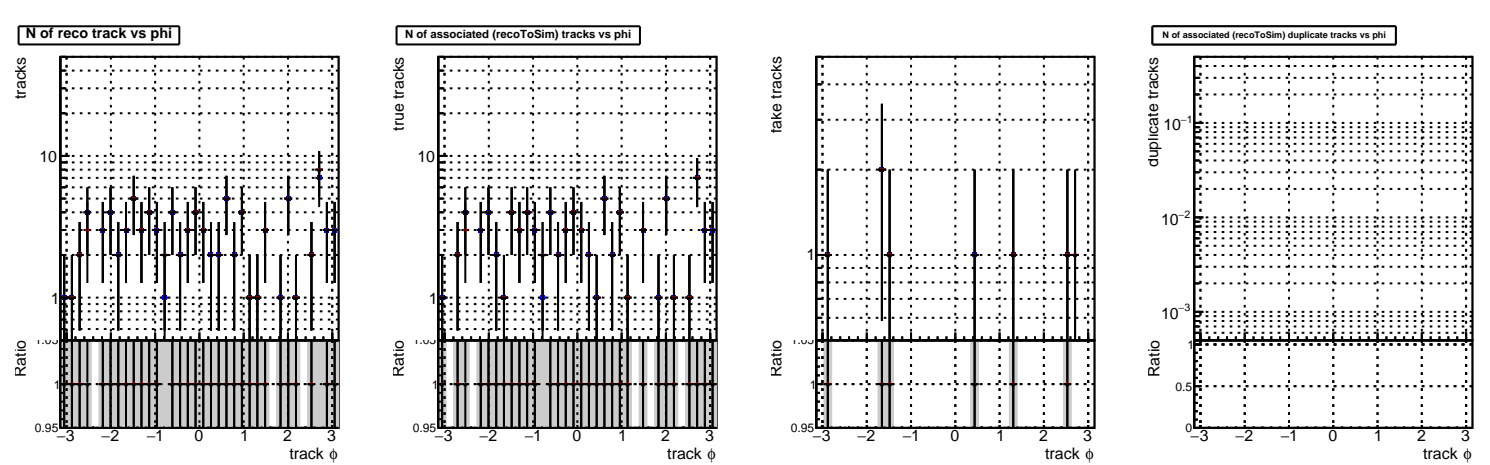 N of reco track vs phi
tracks
10
1
1.05
Ratio
1
0.95
−3 −2 −1 0 1 2 3
track ϕ
N of associated (recoToSim) tracks vs phi
true tracks
10
1
1.05
Ratio
1
0.95
−3 −2 −1 0 1 2 3
track ϕ
fake tracks
1
1.05
Ratio
1
0.95
−3 −2 −1 0 1 2 3
track ϕ
N of associated (recoToSim) duplicate tracks vs phi
duplicate tracks
10−1
10−2
10−3
Ratio
1
0.5
0
−3 −2 −1 0 1 2 3
track ϕ